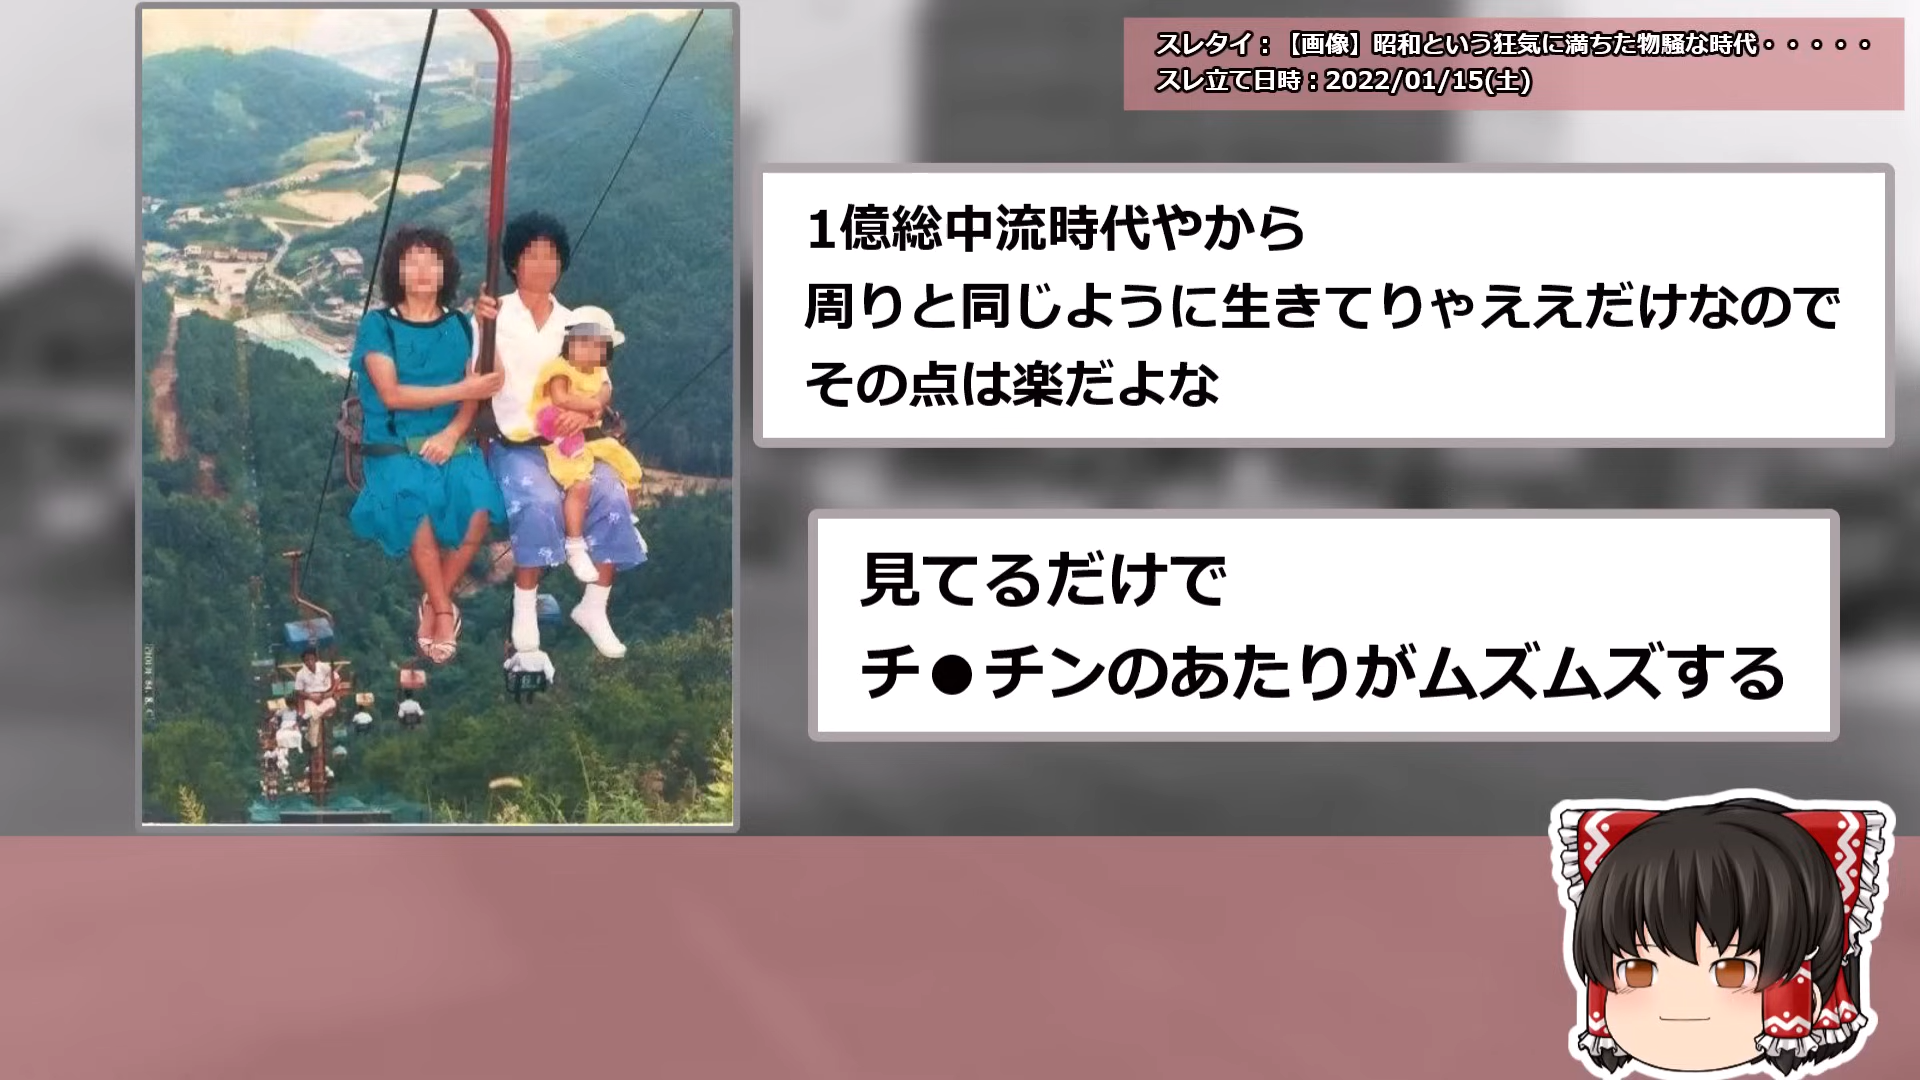 スレタイ：【画像】昭和という狂気に満ちた物騒な時代・・・・・
スレ立て日時：2022/01/15(土)
1億総中流時代やから
周りと同じように生きてりゃええだけなので
その点は楽だよな
見てるだけで
チ●チンのあたりがムズムズする